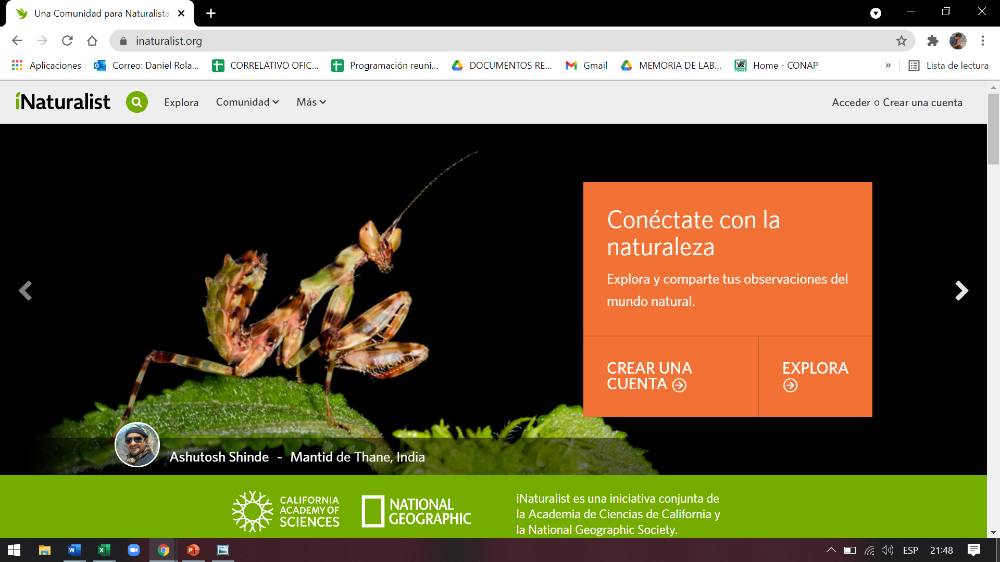 Una Comunidad para Naturalistas
inaturalist.org
Aplicaciones
Correo: Daniel Rola...
CORRELATIVO OFIC...
Programación reuni...
DOCUMENTOS RE...
Gmail
MEMORIA DE LAB...
CONAP
Home - CONAP
»
Lista de lectura
iNaturalist
Explora
Comunidad
Más
Acceder o Crear una cuenta
Conéctate con la
naturaleza
Explora y comparte tus observaciones del
mundo natural.
CREAR UNA
CUENTA
EXPLORA
Ashutosh Shinde ~ Mantid de Thane, India
CALIFORNIA
ACADEMY OF
SCIENCES
NATIONAL
GEOGRAPHIC
iNaturalist es una iniciativa conjunta de
la Academia de Ciencias de California y
la National Geographic Society.
ESP
21:48